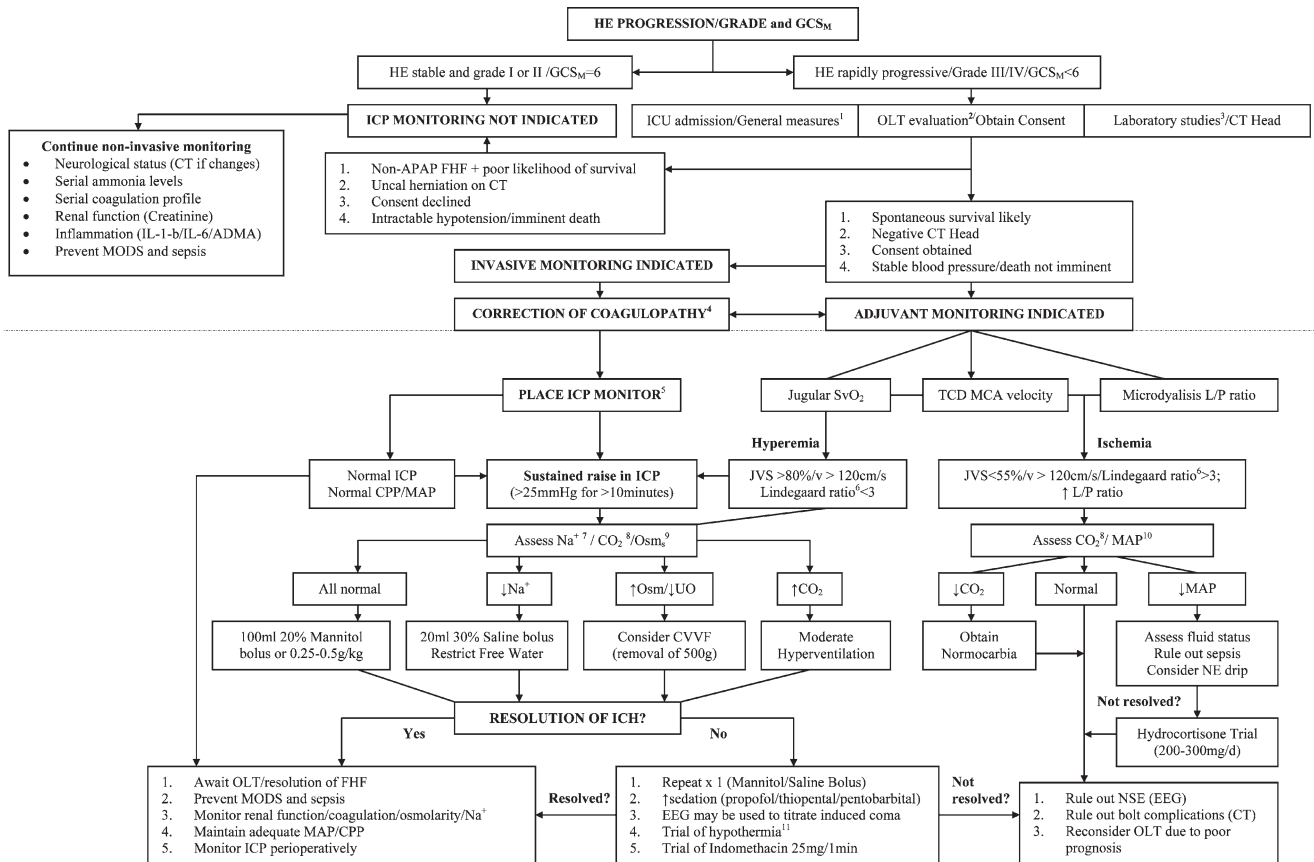 HE PROGRESSION/GRADE and GCSM
HE stable and grade I or II /GCSM=6
HE rapidly progressive/Grade III/IV/GCSM<6
ICP MONITORING NOT INDICATED
ICU admission/General measures1
OLT evaluation2/Obtain Consent
Laboratory studies3/CT Head
Continue non-invasive monitoring
• Neurological status (CT if changes)
• Serial ammonia levels
• Serial coagulation profile
• Renal function (Creatinine)
• Inflammation (IL-1-b/IL-6/ADMA)
• Prevent MODS and sepsis
1. Non-APAP FHF + poor likelihood of survival
2. Uncal herniation on CT
3. Consent declined
4. Intractable hypotension/imminent death
1. Spontaneous survival likely
2. Negative CT Head
3. Consent obtained
4. Stable blood pressure/death not imminent
INVASIVE MONITORING INDICATED
CORRECTION OF COAGULOPATHY4
ADJUVANT MONITORING INDICATED
PLACE ICP MONITOR5
Jugular SvO2
TCD MCA velocity
Microdyalisis L/P ratio
Hyperemia
Ischemia
Normal ICP
Normal CPP/MAP
Sustained raise in ICP
(>25mmHg for >10minutes)
JVS >80%/v > 120cm/s
Lindegaard ratio6<3
JVS<55%/v > 120cm/s/Lindegaard ratio6>3;
↑ L/P ratio
Assess Na+ 7 / CO2 8/Osms9
Assess CO28/ MAP10
All normal
↓Na+
↑Osm/↓UO
↑CO2
↓CO2
Normal
↓MAP
100ml 20% Mannitol
bolus or 0.25-0.5g/kg
20ml 30% Saline bolus
Restrict Free Water
Consider CVVF
(removal of 500g)
Moderate
Hyperventilation
Obtain
Normocarbia
Assess fluid status
Rule out sepsis
Consider NE drip
Not resolved?
RESOLUTION OF ICH?
Yes
No
Hydrocortisone Trial
(200-300mg/d)
1. Await OLT/resolution of FHF
2. Prevent MODS and sepsis
3. Monitor renal function/coagulation/osmolarity/Na+
4. Maintain adequate MAP/CPP
5. Monitor ICP perioperatively
Resolved?
1. Repeat x 1 (Mannitol/Saline Bolus)
2. ↑sedation (propofol/thiopental/pentobarbital)
3. EEG may be used to titrate induced coma
4. Trial of hypothermia11
5. Trial of Indomethacin 25mg/1min
Not
resolved?
1. Rule out NSE (EEG)
2. Rule out bolt complications (CT)
3. Reconsider OLT due to poor
prognosis